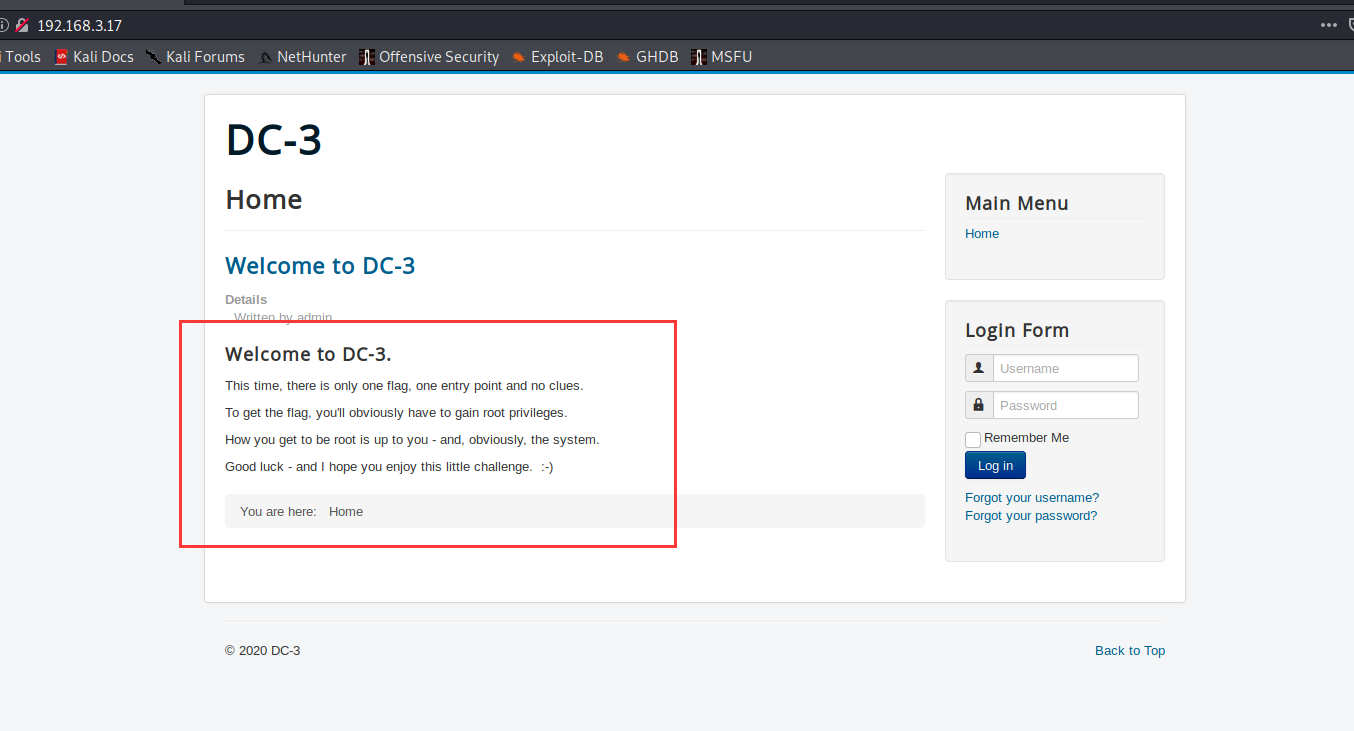 192.168.3.17
Tools Kali Docs Kali Forums NetHunter Offensive Security Exploit-DB GHDB MSFU
DC-3
Home
Welcome to DC-3
Details
Written by admin
Welcome to DC-3.
This time, there is only one flag, one entry point and no clues.
To get the flag, you'll obviously have to gain root privileges.
How you get to be root is up to you - and, obviously, the system.
Good luck - and I hope you enjoy this little challenge. :-)
You are here: Home
Main Menu
Home
Login Form
Username
Password
Remember Me
Log in
Forgot your username?
Forgot your password?
© 2020 DC-3
Back to Top